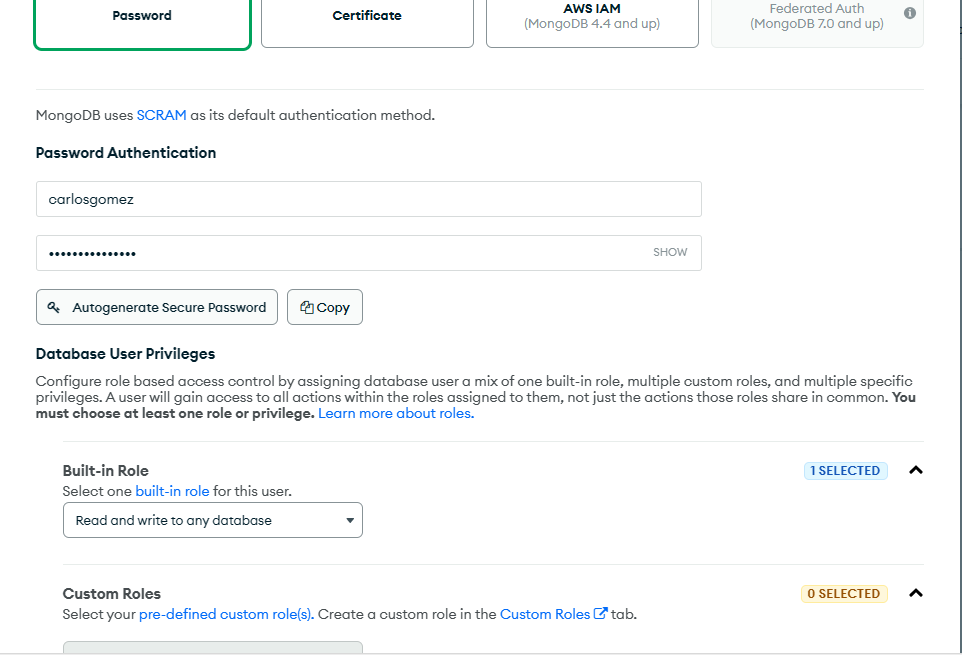 Password
Certificate
AWS IAM
(MongoDB 4.4 and up)
Federated Auth
(MongoDB 7.0 and up)
MongoDB uses SCRAM as its default authentication method.
Password Authentication
carlosgomez
•••••••••••••••
SHOW
Autogenerate Secure Password
Copy
Database User Privileges
Configure role based access control by assigning database user a mix of one built-in role, multiple custom roles, and multiple specific
privileges. A user will gain access to all actions within the roles assigned to them, not just the actions those roles share in common. You
must choose at least one role or privilege. Learn more about roles.
Built-in Role
1 SELECTED
Select one built-in role for this user.
Read and write to any database
Custom Roles
0 SELECTED
Select your pre-defined custom role(s). Create a custom role in the Custom Roles tab.